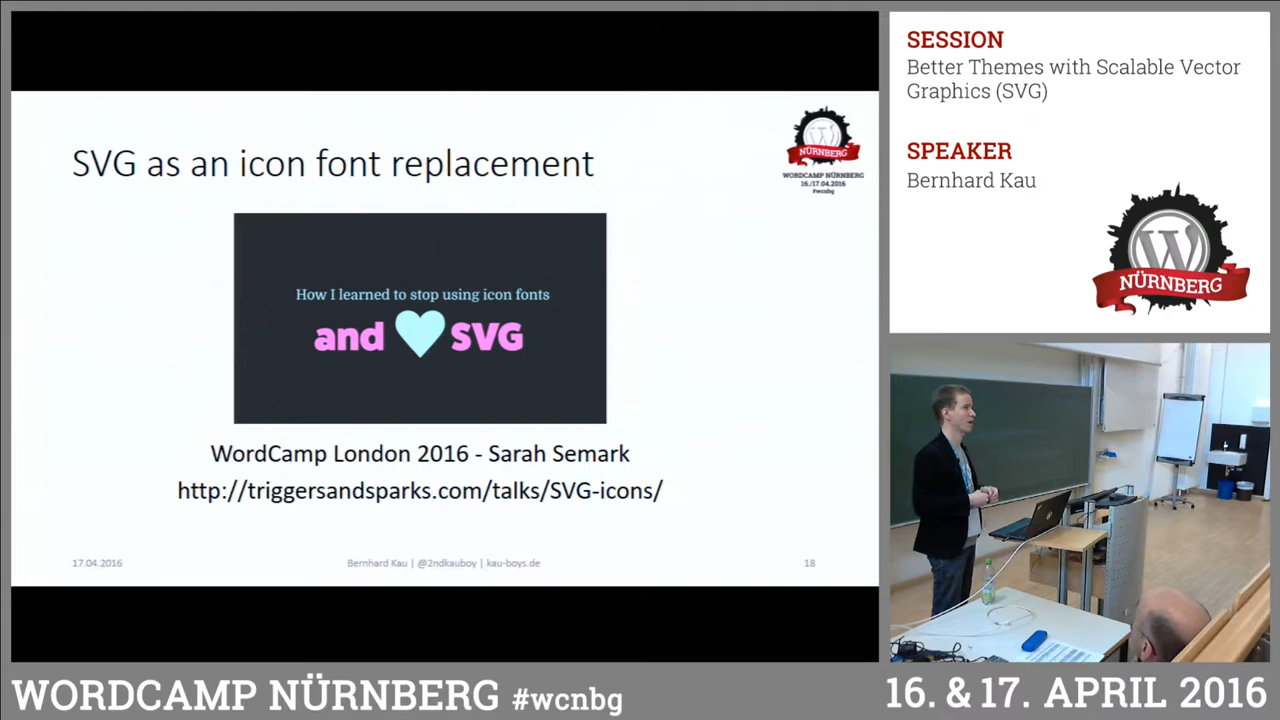 SVG as an icon font replacement
NÜRNBERG
WORDCAMP NÜRNBERG
16./17.04.2016
#wcnbg
How I learned to stop using icon fonts
and SVG
WordCamp London 2016 - Sarah Semark
http://triggersandsparks.com/talks/SVG-icons/
17.04.2016
Bernhard Kau | @2ndkauboy | kau-boys.de
18
SESSION
Better Themes with Scalable Vector
Graphics (SVG)
SPEAKER
Bernhard Kau
NÜRNBERG
WORDCAMP NÜRNBERG #wcnbg
16. & 17. APRIL 2016